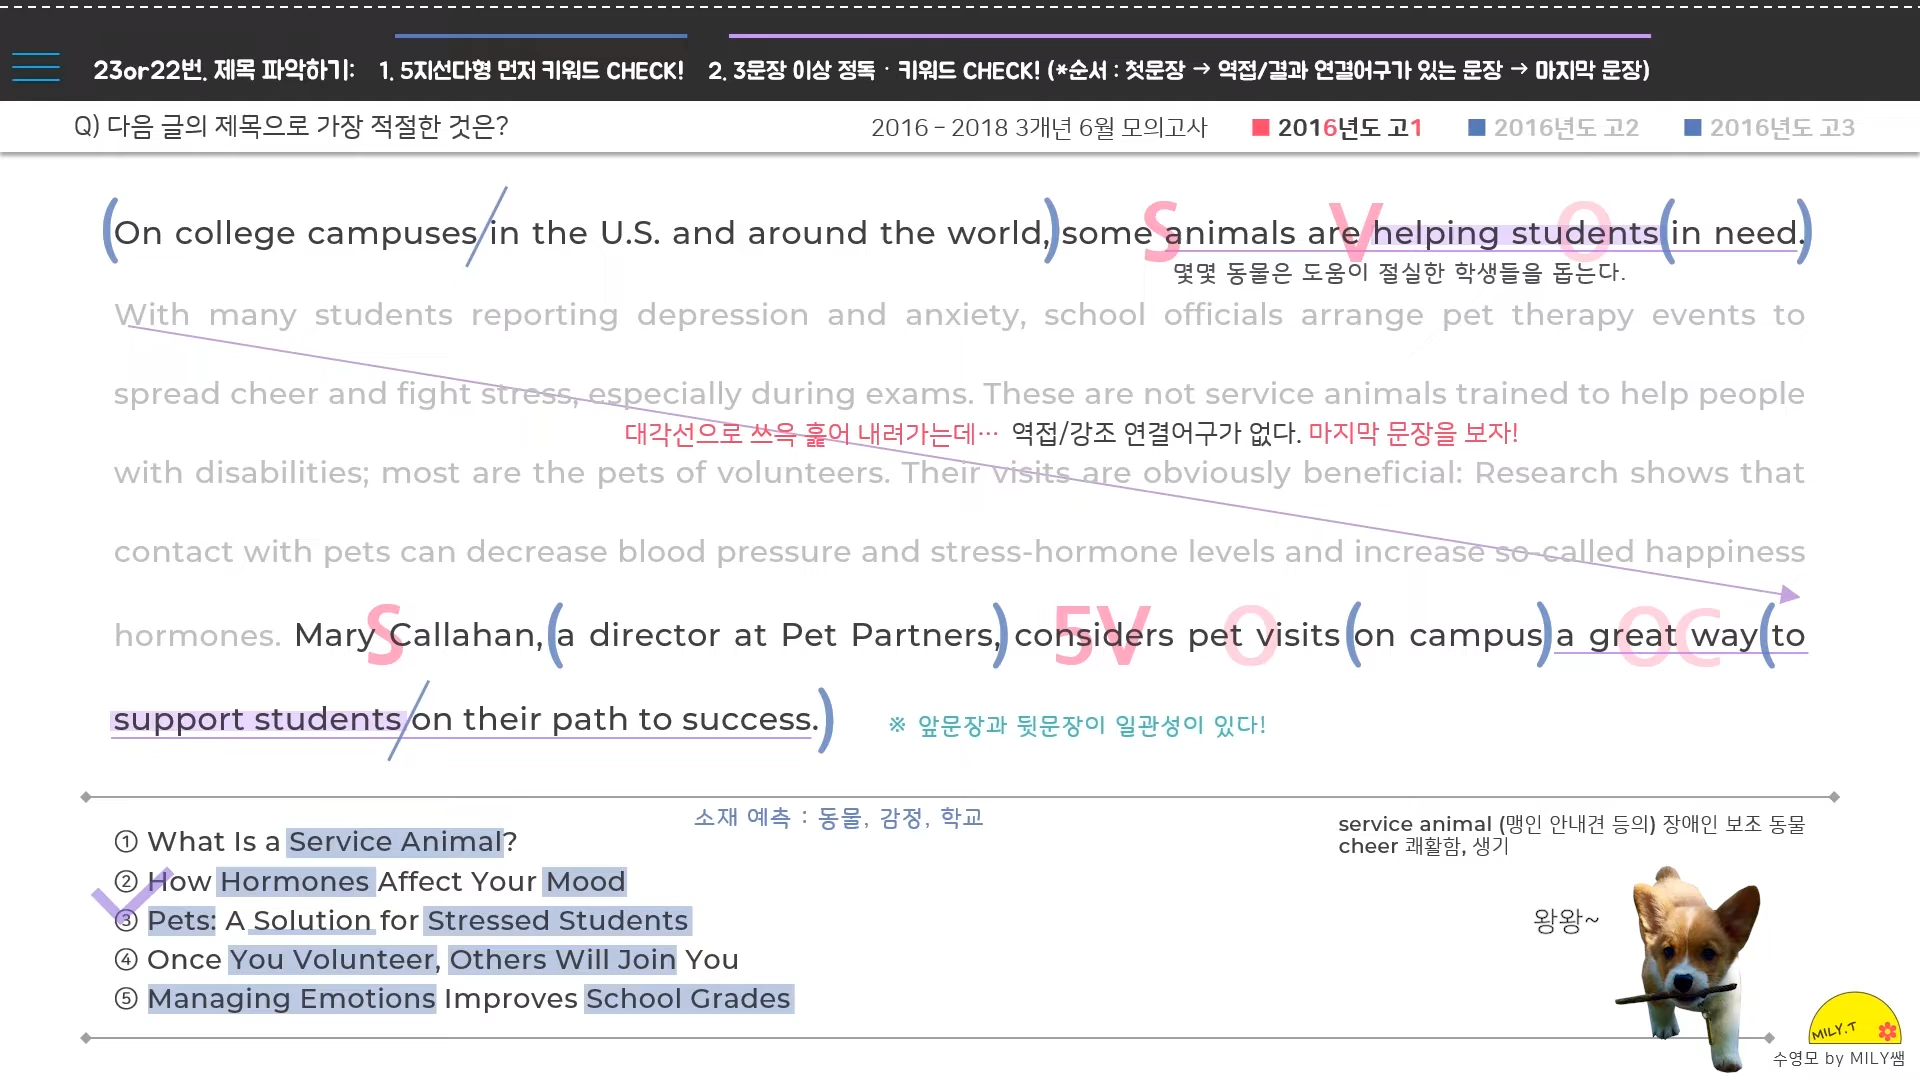 23or22번. 제목 파악하기: 1. 5지선다형 먼저 키워드 CHECK! 2. 3문장 이상 정독 · 키워드 CHECK! (*순서 : 첫문장 → 역접/결과 연결어구가 있는 문장 → 마지막 문장)
Q) 다음 글의 제목으로 가장 적절한 것은? 2016 – 2018 3개년 6월 모의고사 2016년도 고1 2016년도 고2 2016년도 고3
S V O
(On college campuses/in the U.S. and around the world,) some animals are helping students(in need.)
몇몇 동물은 도움이 절실한 학생들을 돕는다.
With many students reporting depression and anxiety, school officials arrange pet therapy events to
spread cheer and fight stress, especially during exams. These are not service animals trained to help people
대각선으로 쓰윽 훑어 내려가는데… 역접/강조 연결어구가 없다. 마지막 문장을 보자!
with disabilities; most are the pets of volunteers. Their visits are obviously beneficial: Research shows that
contact with pets can decrease blood pressure and stress-hormone levels and increase so-called happiness
S 5V O OC
hormones. Mary Callahan, (a director at Pet Partners,) considers pet visits (on campus) a great way (to
support students/on their path to success.) ※ 앞문장과 뒷문장이 일관성이 있다!
소재 예측 : 동물, 감정, 학교
① What Is a Service Animal?
② How Hormones Affect Your Mood
③ Pets: A Solution for Stressed Students
④ Once You Volunteer, Others Will Join You
⑤ Managing Emotions Improves School Grades
service animal (맹인 안내견 등의) 장애인 보조 동물
cheer 쾌활함, 생기
왕왕~
MILY.T
수영모 by MILY쌤